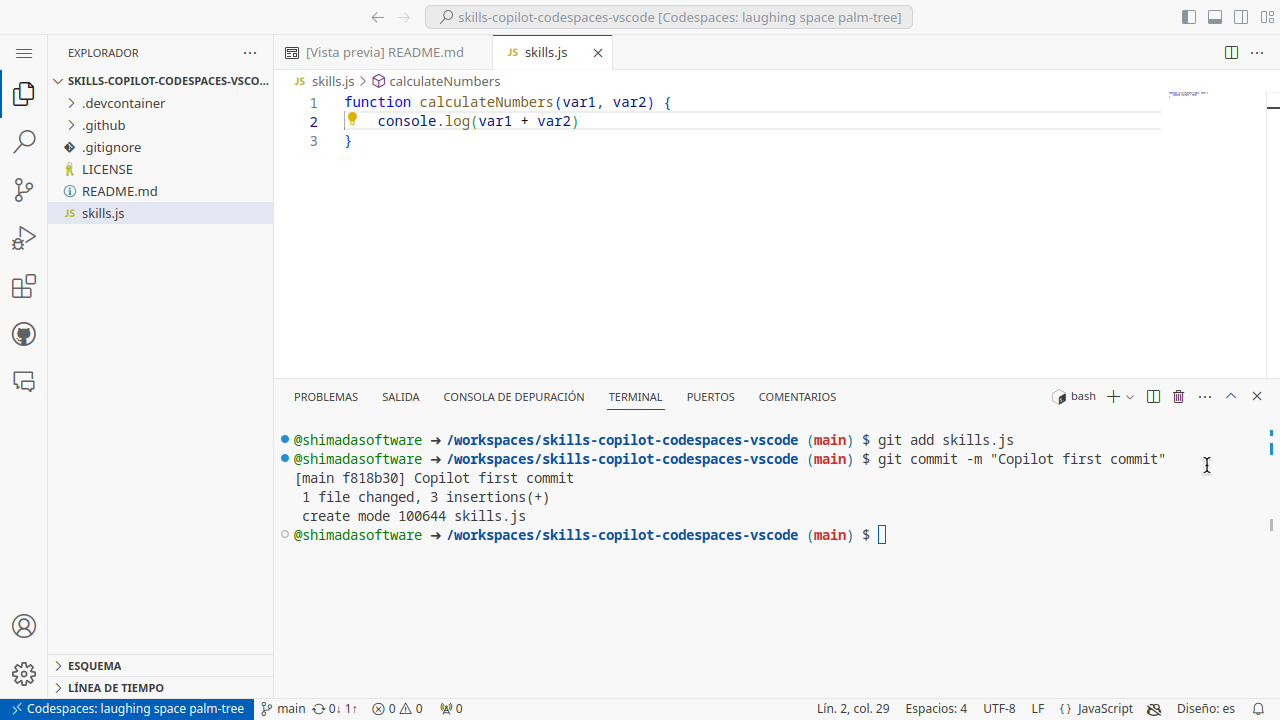 skills-copilot-codespaces-vscode [Codespaces: laughing space palm-tree]
EXPLORADOR
[Vista previa] README.md
JS skills.js
SKILLS-COPILOT-CODESPACES-VSCO...
.devcontainer
.github
.gitignore
LICENSE
README.md
JS skills.js
JS skills.js > calculateNumbers
1 function calculateNumbers(var1, var2) {
2 console.log(var1 + var2)
3 }
PROBLEMAS SALIDA CONSOLA DE DEPURACIÓN TERMINAL PUERTOS COMENTARIOS
bash
@shimadasoftware ➜ /workspaces/skills-copilot-codespaces-vscode (main) $ git add skills.js
@shimadasoftware ➜ /workspaces/skills-copilot-codespaces-vscode (main) $ git commit -m "Copilot first commit"
[main f818b30] Copilot first commit
1 file changed, 3 insertions(+)
create mode 100644 skills.js
@shimadasoftware ➜ /workspaces/skills-copilot-codespaces-vscode (main) $
ESQUEMA
LÍNEA DE TIEMPO
Codespaces: laughing space palm-tree main 0↓ 1↑ 0 0 0 Lín. 2, col. 29 Espacios: 4 UTF-8 LF { } JavaScript Diseño: es